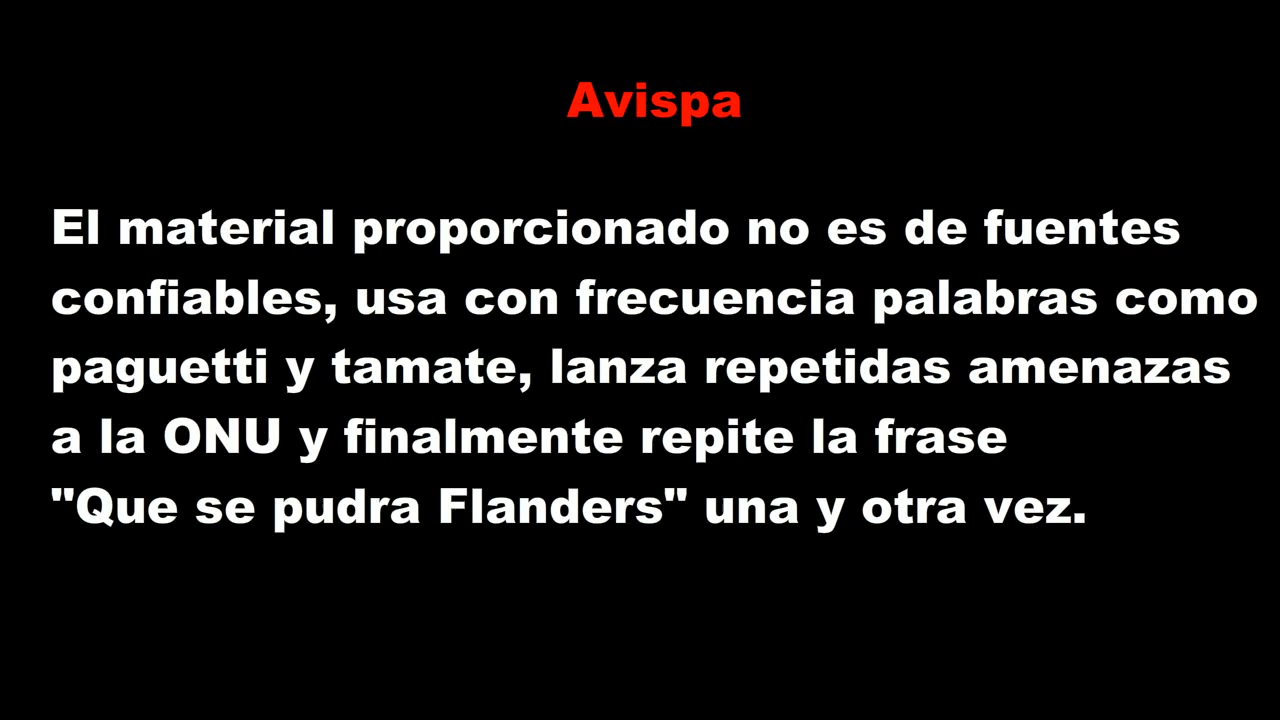 Avispa
El material proporcionado no es de fuentes
confiables, usa con frecuencia palabras como
paguetti y tamate, lanza repetidas amenazas
a la ONU y finalmente repite la frase
"Que se pudra Flanders" una y otra vez.